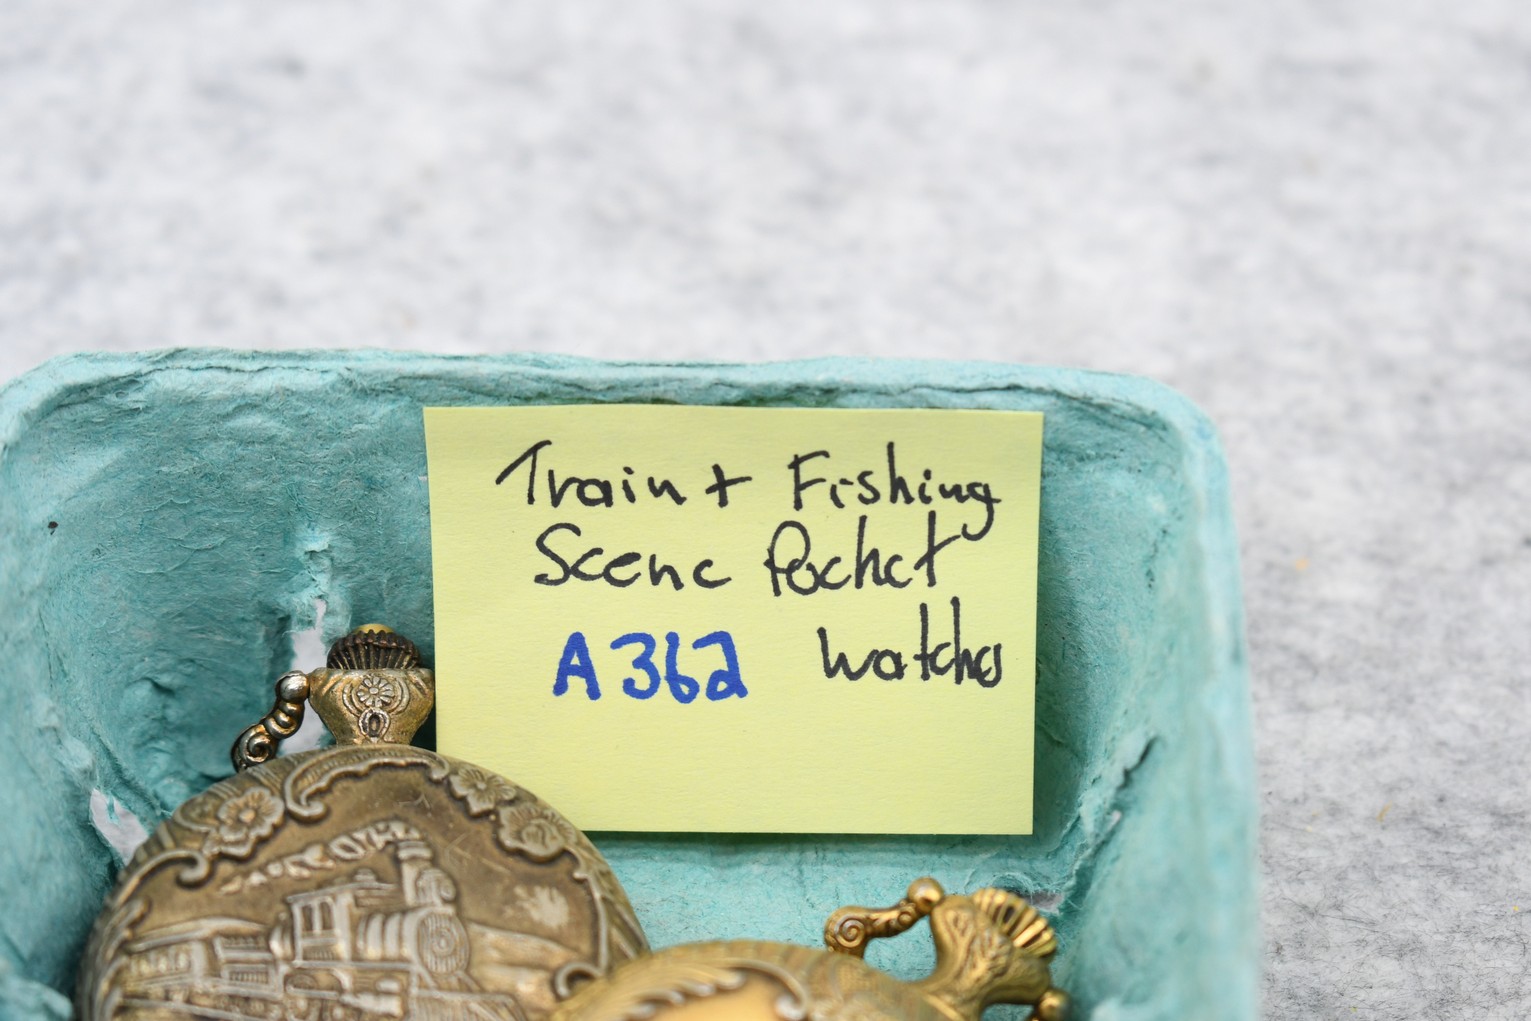 Train + Fishing
Scene Pocket
A362 watches